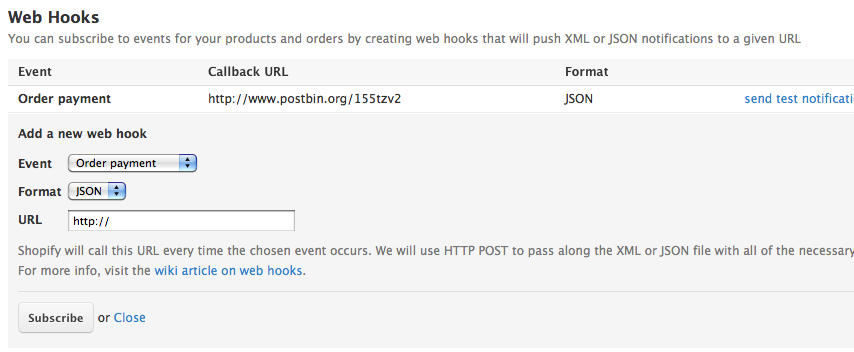 Web Hooks
You can subscribe to events for your products and orders by creating web hooks that will push XML or JSON notifications to a given URL
Event Callback URL Format
Order payment http://www.postbin.org/155tzv2 JSON send test notificati
Add a new web hook
Event Order payment
Format JSON
URL http://
Shopify will call this URL every time the chosen event occurs. We will use HTTP POST to pass along the XML or JSON file with all of the necessary
For more info, visit the wiki article on web hooks.
Subscribe or Close